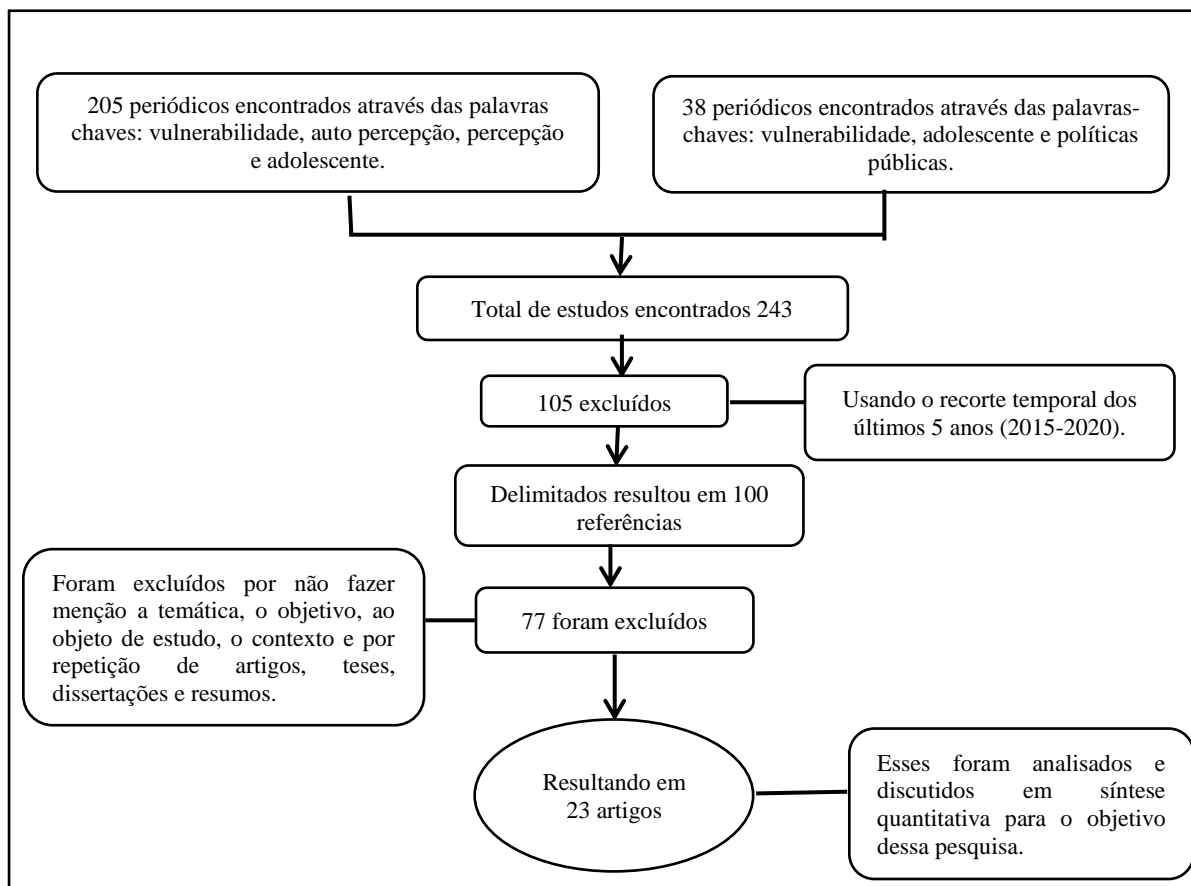 205 periódicos encontrados através das palavras
chaves: vulnerabilidade, auto percepção, percepção
e adolescente.
38 periódicos encontrados através das palavras-
chaves: vulnerabilidade, adolescente e políticas
públicas.
Total de estudos encontrados 243
105 excluídos
Usando o recorte temporal dos
últimos 5 anos (2015-2020).
Delimitados resultou em 100
referências
Foram excluídos por não fazer
menção a temática, o objetivo, ao
objeto de estudo, o contexto e por
repetição de artigos, teses,
dissertações e resumos.
77 foram excluídos
Resultando em
23 artigos
Esses foram analisados e
discutidos em síntese
quantitativa para o objetivo
dessa pesquisa.